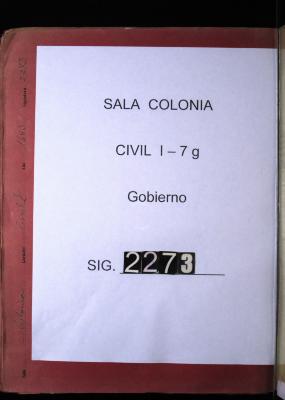 SALA COLONIA
CIVIL I – 7 g
Gobierno
SIG. 2273